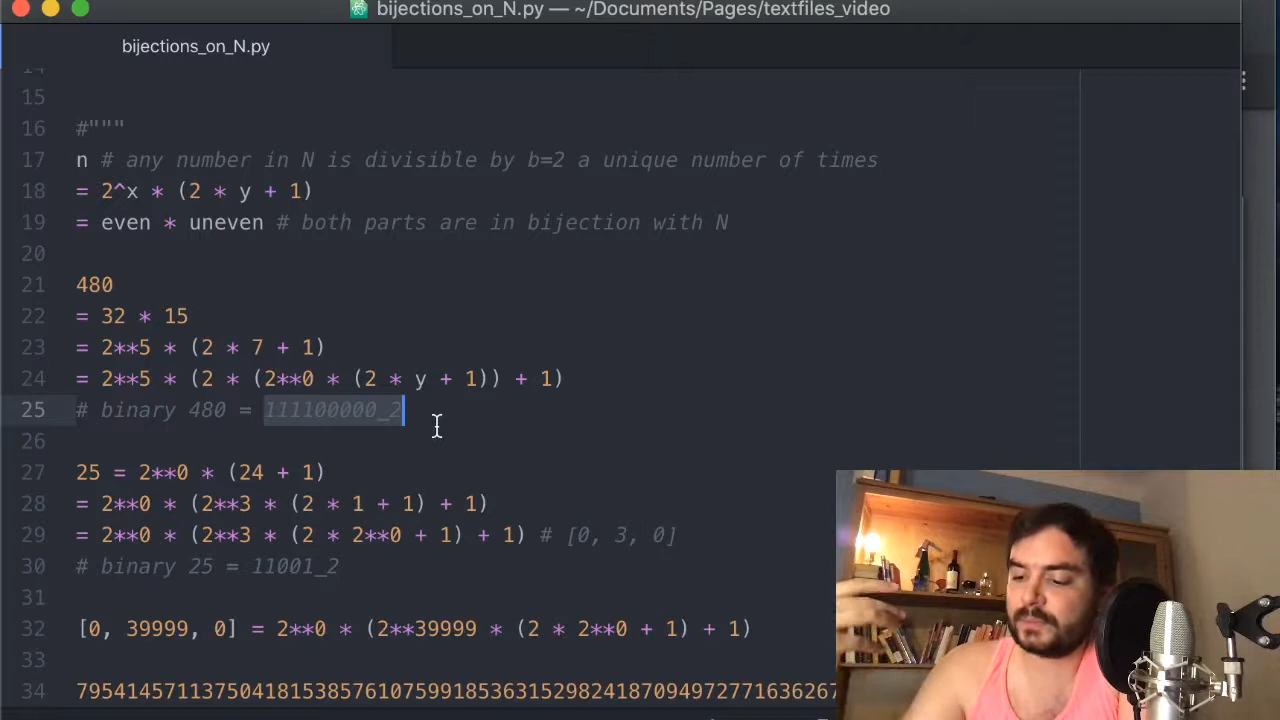 bijections_on_N.py — ~/Documents/Pages/textfiles_video
bijections_on_N.py
14
15
16 #"""
17 n # any number in N is divisible by b=2 a unique number of times
18 = 2^x * (2 * y + 1)
19 = even * uneven # both parts are in bijection with N
20
21 480
22 = 32 * 15
23 = 2**5 * (2 * 7 + 1)
24 = 2**5 * (2 * (2**0 * (2 * y + 1)) + 1)
25 # binary 480 = 111100000_2
26
27 25 = 2**0 * (24 + 1)
28 = 2**0 * (2**3 * (2 * 1 + 1) + 1)
29 = 2**0 * (2**3 * (2 * 2**0 + 1) + 1) # [0, 3, 0]
30 # binary 25 = 11001_2
31
32 [0, 39999, 0] = 2**0 * (2**39999 * (2 * 2**0 + 1) + 1)
33
34 7954145711375041815385761075991853631529824187094972771636267